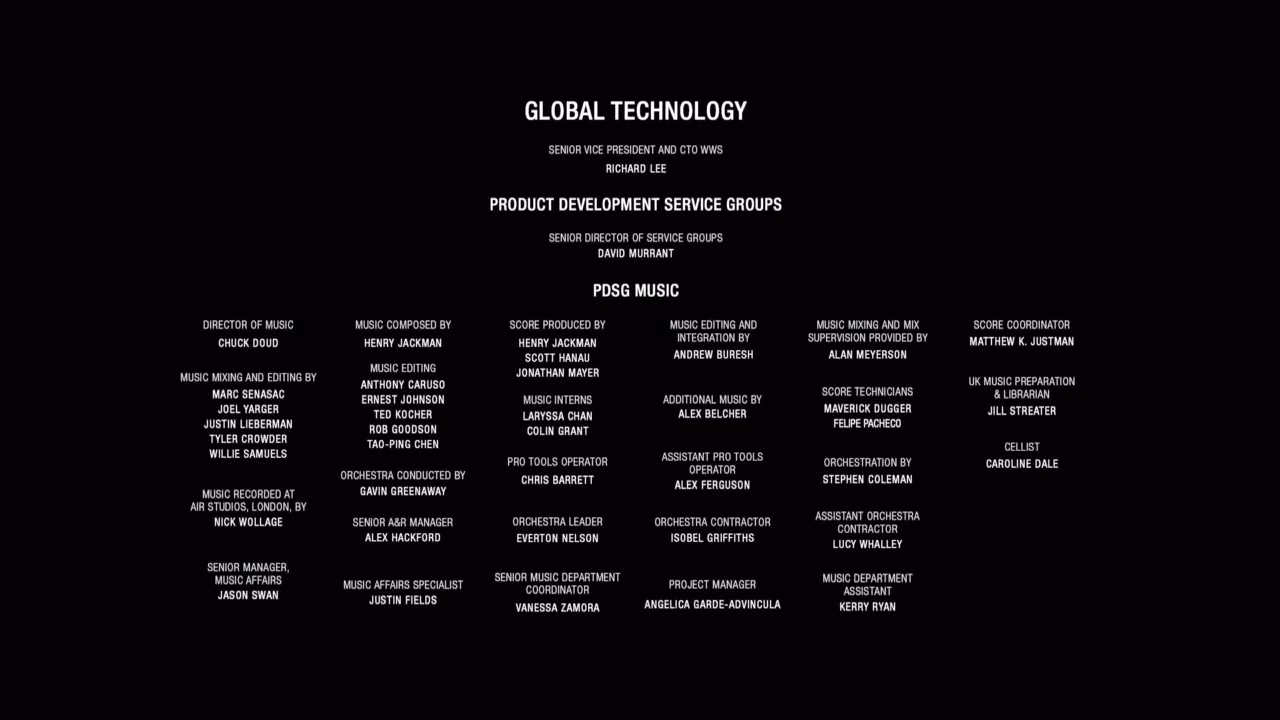 GLOBAL TECHNOLOGY
SENIOR VICE PRESIDENT AND CTO WWS
RICHARD LEE
PRODUCT DEVELOPMENT SERVICE GROUPS
SENIOR DIRECTOR OF SERVICE GROUPS
DAVID MURRANT
PDSG MUSIC
DIRECTOR OF MUSIC
CHUCK DOUD
MUSIC MIXING AND EDITING BY
MARC SENASAC
JOEL YARGER
JUSTIN LIEBERMAN
TYLER CROWDER
WILLIE SAMUELS
MUSIC RECORDED AT
AIR STUDIOS, LONDON, BY
NICK WOLLAGE
SENIOR MANAGER,
MUSIC AFFAIRS
JASON SWAN
MUSIC COMPOSED BY
HENRY JACKMAN
MUSIC EDITING
ANTHONY CARUSO
ERNEST JOHNSON
TED KOCHER
ROB GOODSON
TAO-PING CHEN
ORCHESTRA CONDUCTED BY
GAVIN GREENAWAY
SENIOR A&R MANAGER
ALEX HACKFORD
MUSIC AFFAIRS SPECIALIST
JUSTIN FIELDS
SCORE PRODUCED BY
HENRY JACKMAN
SCOTT HANAU
JONATHAN MAYER
MUSIC INTERNS
LARYSSA CHAN
COLIN GRANT
PRO TOOLS OPERATOR
CHRIS BARRETT
ORCHESTRA LEADER
EVERTON NELSON
SENIOR MUSIC DEPARTMENT
COORDINATOR
VANESSA ZAMORA
MUSIC EDITING AND
INTEGRATION BY
ANDREW BURESH
ADDITIONAL MUSIC BY
ALEX BELCHER
ASSISTANT PRO TOOLS
OPERATOR
ALEX FERGUSON
ORCHESTRA CONTRACTOR
ISOBEL GRIFFITHS
PROJECT MANAGER
ANGELICA GARDE-ADVINCULA
MUSIC MIXING AND MIX
SUPERVISION PROVIDED BY
ALAN MEYERSON
SCORE TECHNICIANS
MAVERICK DUGGER
FELIPE PACHECO
ORCHESTRATION BY
STEPHEN COLEMAN
ASSISTANT ORCHESTRA
CONTRACTOR
LUCY WHALLEY
MUSIC DEPARTMENT
ASSISTANT
KERRY RYAN
SCORE COORDINATOR
MATTHEW K. JUSTMAN
UK MUSIC PREPARATION
& LIBRARIAN
JILL STREATER
CELLIST
CAROLINE DALE